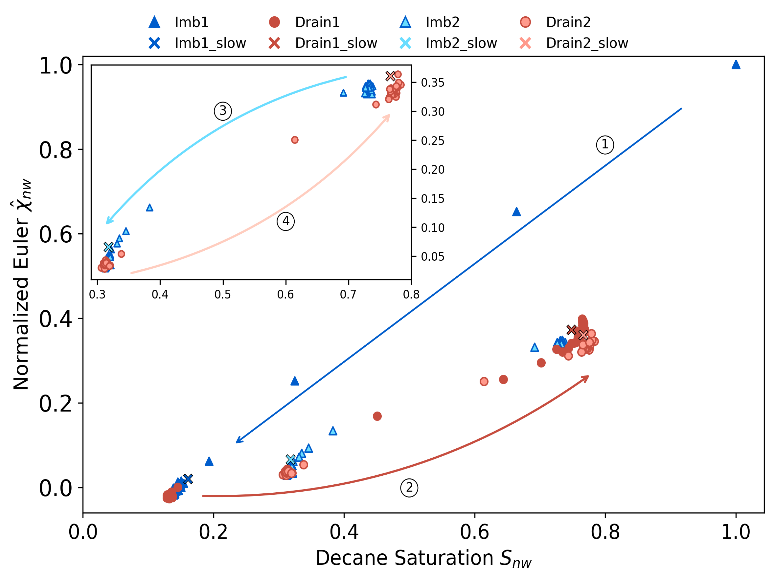 Imb1 Drain1 Imb2 Drain2
Imb1_slow Drain1_slow Imb2_slow Drain2_slow
1.0
0.8
0.6
0.4
0.2
0.0
Normalized Euler χ̂nw
0.0 0.2 0.4 0.6 0.8 1.0
Decane Saturation Snw
0.35
0.30
0.25
0.20
0.15
0.10
0.05
0.3 0.4 0.5 0.6 0.7 0.8
1
2
3
4